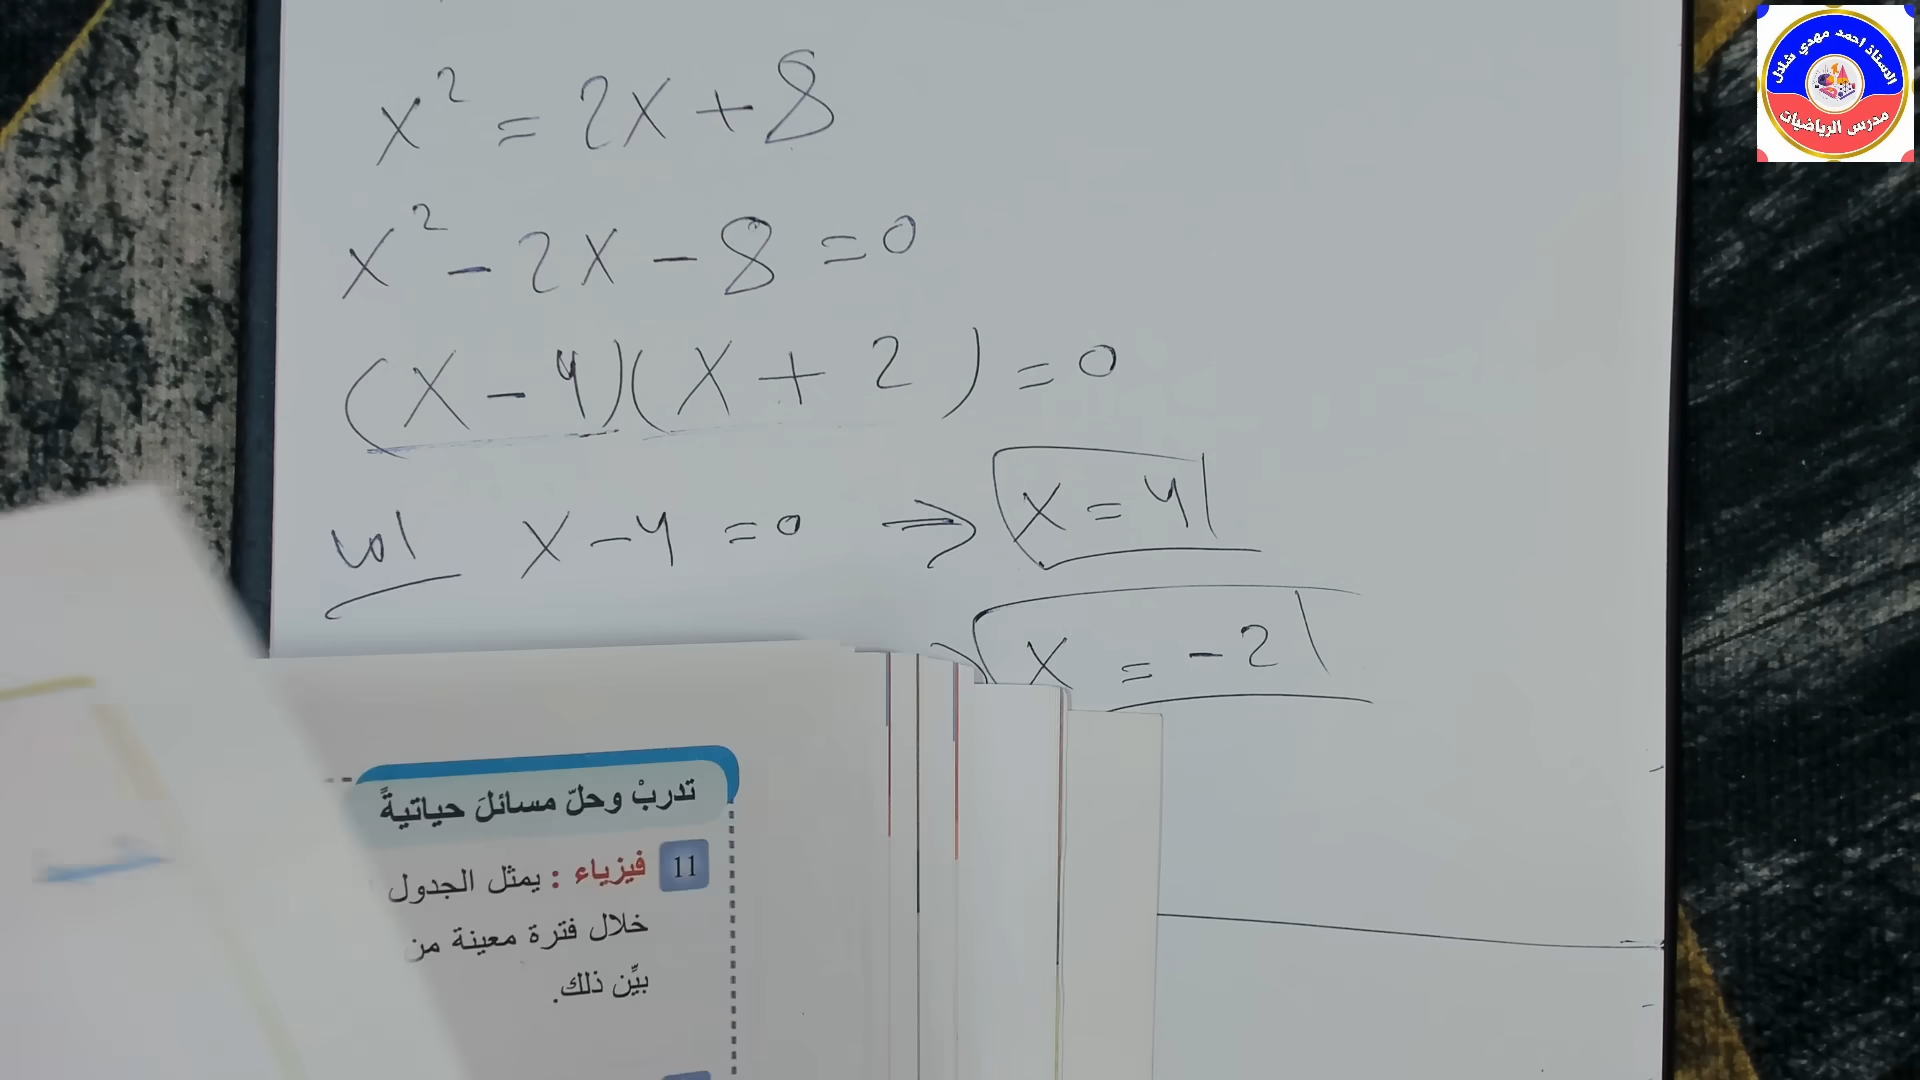 x² = 2x + 8
x² - 2x - 8 = 0
(x - 4)(x + 2) = 0
اما x - 4 = 0 ⇒ x = 4
x = -2
تدربْ وحلّ مسائلَ حياتيةً
11 فيزياء : يمثل الجدول
خلال فترة معينة من
بيِّن ذلك.
الاستاذ احمد مهدي شلال
مدرس الرياضيات